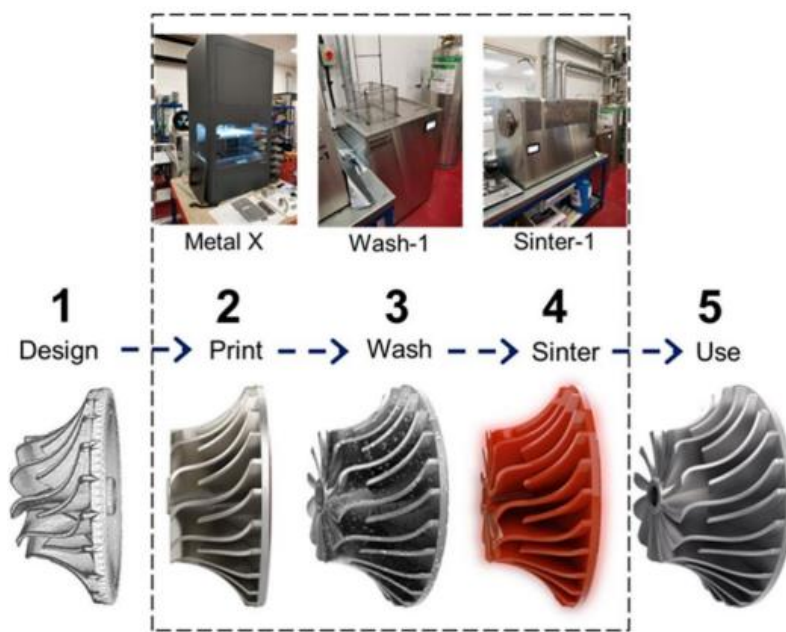 Metal X
Wash-1
Sinter-1
1
2
3
4
5
Design
Print
Wash
Sinter
Use